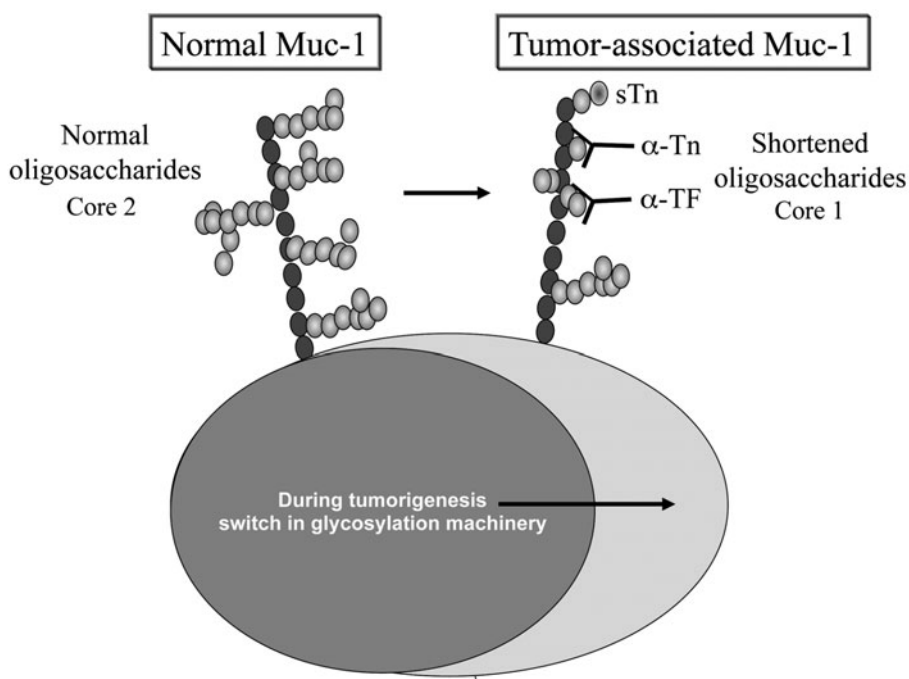 Normal Muc-1
Tumor-associated Muc-1
Normal
oligosaccharides
Core 2
sTn
α-Tn
α-TF
Shortened
oligosaccharides
Core 1
During tumorigenesis
switch in glycosylation machinery